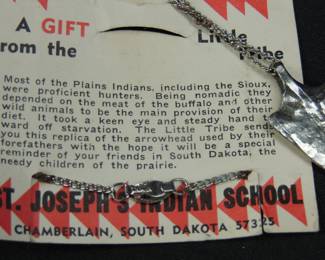 A GIFT
from the Little Tribe
Most of the Plains Indians, including the Sioux,
were proficient hunters. Being nomadic they
depended on the meat of the buffalo and other
wild animals to be the main provision of their
diet. It took a keen eye and steady hand to
ward off starvation. The Little Tribe sends
you this replica of the arrowhead used by their
forefathers with the hope it will be a special
reminder of your friends in South Dakota, the
needy children of the prairie.
ST. JOSEPH'S INDIAN SCHOOL
CHAMBERLAIN, SOUTH DAKOTA 57325